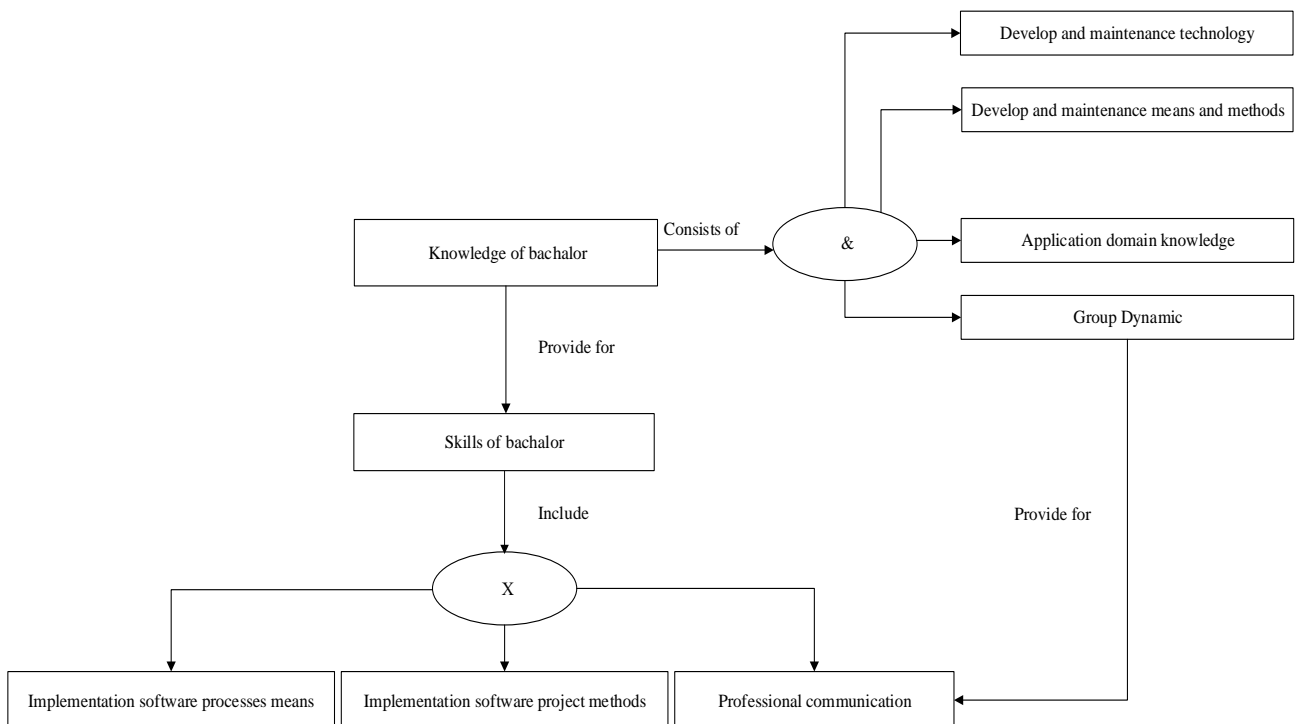 Develop and maintenance technology
Develop and maintenance means and methods
Consists of
Knowledge of bachalor
&
Application domain knowledge
Group Dynamic
Provide for
Skills of bachalor
Include
Provide for
X
Implementation software processes means
Implementation software project methods
Professional communication